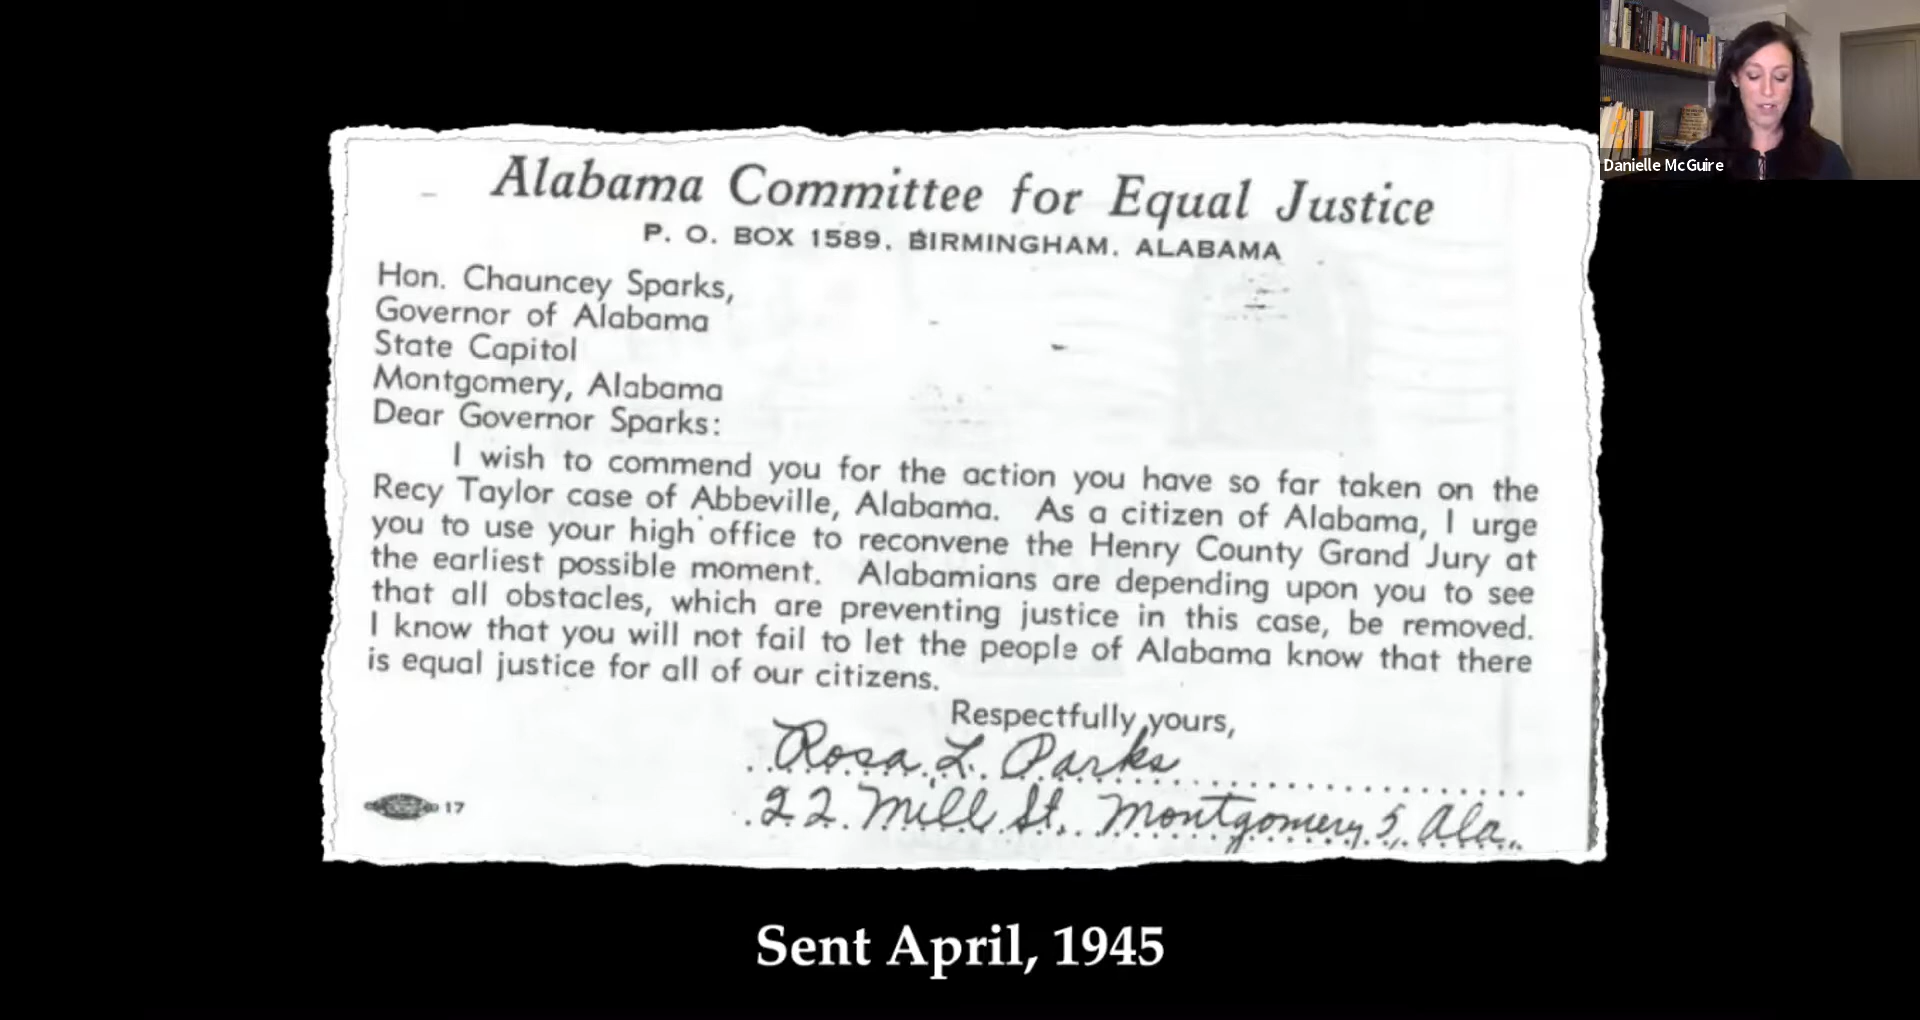 Alabama Committee for Equal Justice
P. O. BOX 1589. BIRMINGHAM. ALABAMA
Hon. Chauncey Sparks,
Governor of Alabama
State Capitol
Montgomery, Alabama
Dear Governor Sparks:
I wish to commend you for the action you have so far taken on the
Recy Taylor case of Abbeville, Alabama. As a citizen of Alabama, I urge
you to use your high office to reconvene the Henry County Grand Jury at
the earliest possible moment. Alabamians are depending upon you to see
that all obstacles, which are preventing justice in this case, be removed.
I know that you will not fail to let the people of Alabama know that there
is equal justice for all of our citizens.
Respectfully yours,
Rosa L. Parks
22 Mill St. Montgomery 5, Ala.
17
Sent April, 1945
Danielle McGuire